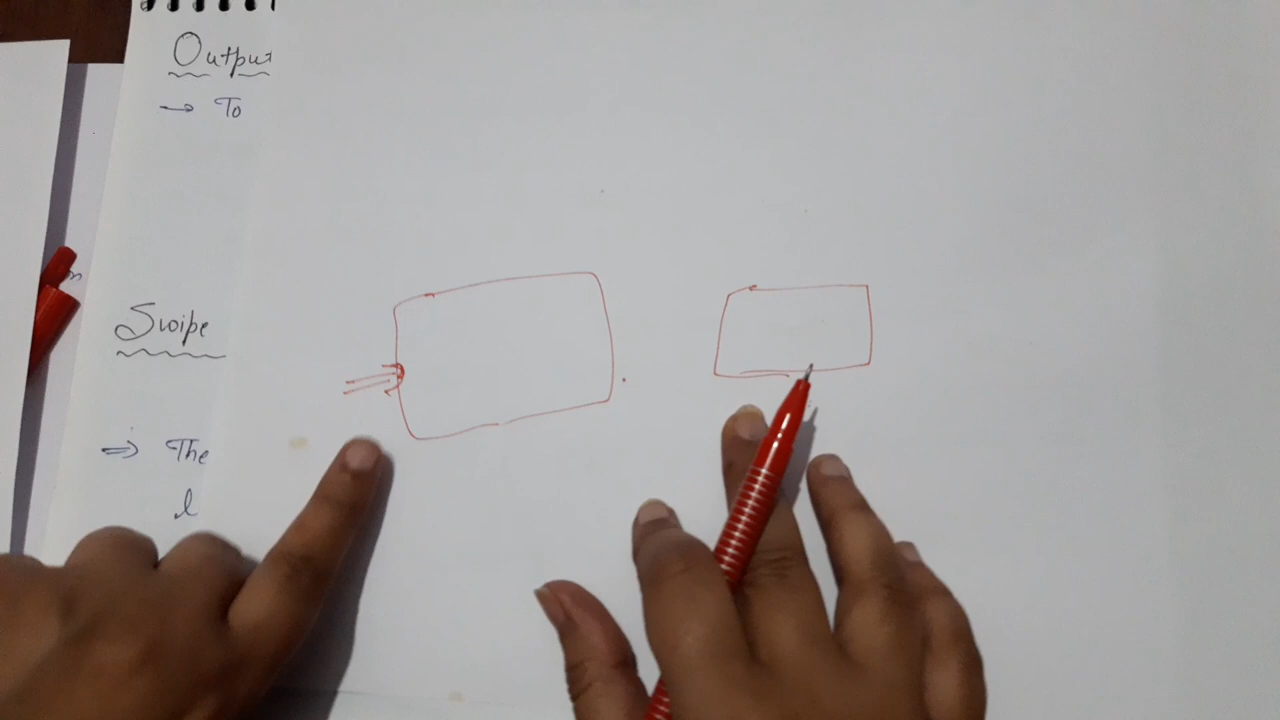 Output
→ To
Swipe
⇒ The